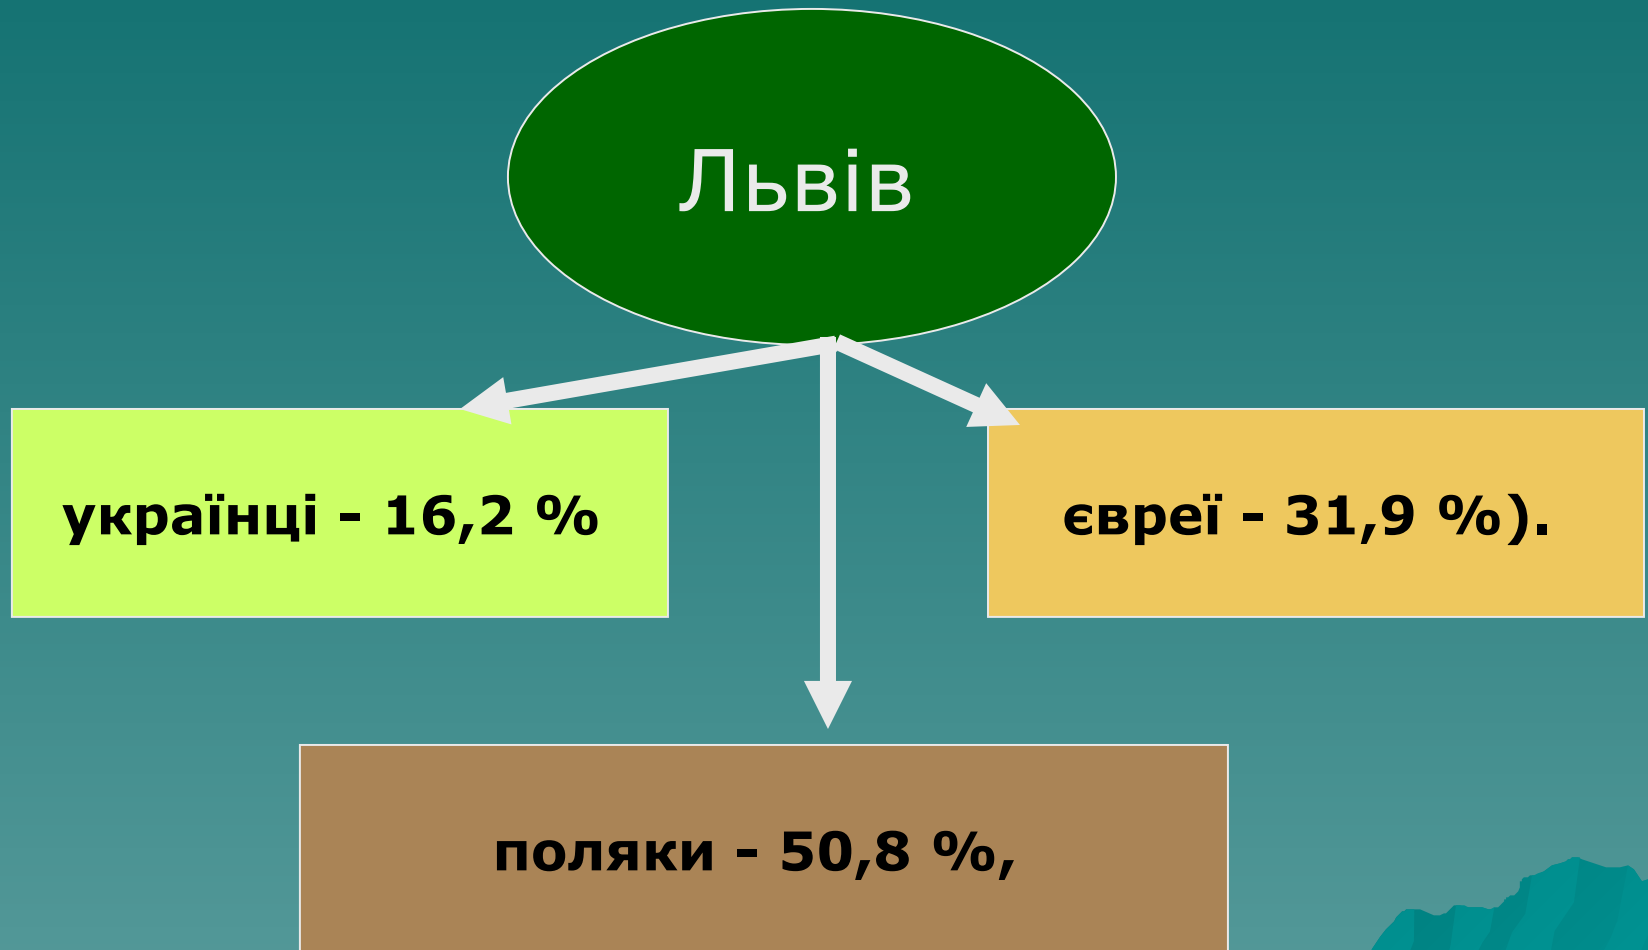 Львів
українці - 16,2 %
євреї - 31,9 %).
поляки - 50,8 %,